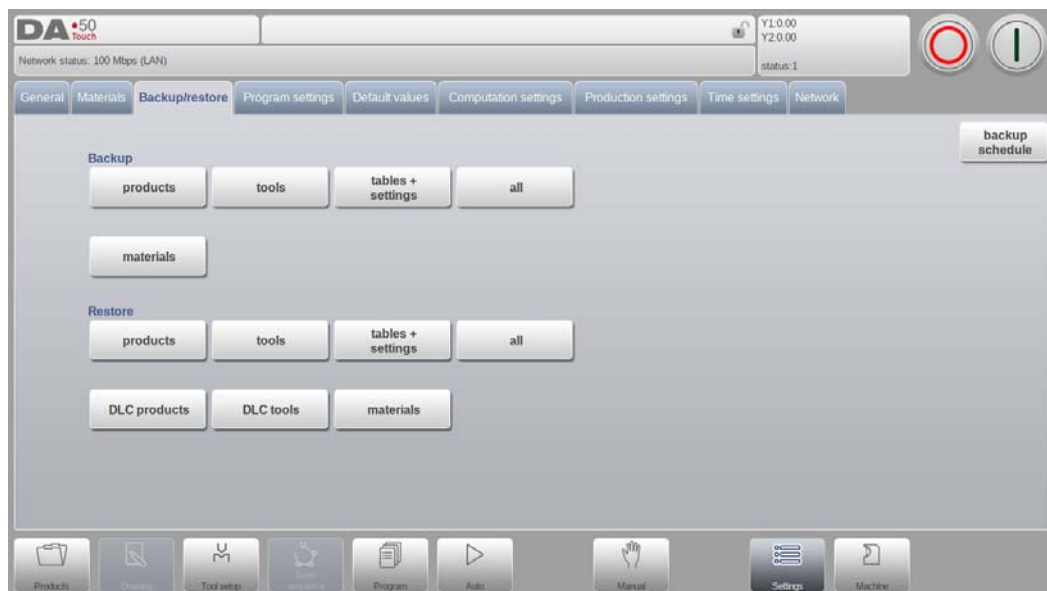 DA•50
Touch
Y1:0.00
Y2:0.00
Network status: 100 Mbps (LAN)
status:1
General Materials Backup/restore Program settings Default values Computation settings Production settings Time settings Network
backup
schedule
Backup
products tools tables +
settings all
materials
Restore
products tools tables +
settings all
DLC products DLC tools materials
Products Drawing Tool setup Bend
sequence Program Auto Manual Settings Machine